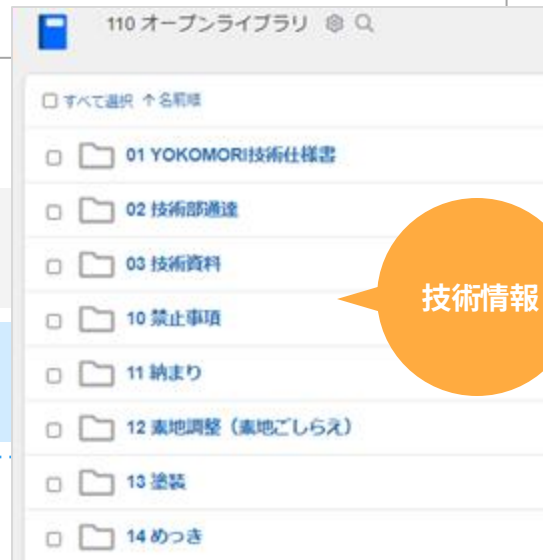 110 オープンライブラリ
すべて選択 ↑名前順
01 YOKOMORI技術仕様書
02 技術部通達
03 技術資料
10 禁止事項
11 納まり
12 素地調整（素地ごしらえ）
13 塗装
14 めっき
技術情報